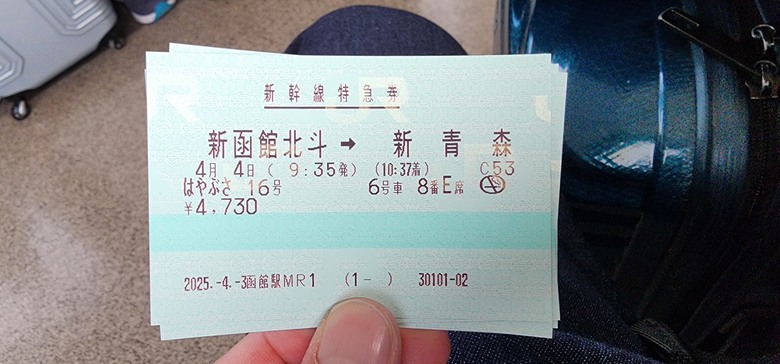 新幹線特急券
新函館北斗 ➡ 新青森
4月 4日 ( 9:35発) (10:37着) C53
はやぶさ 16号 6号車 8番E席
¥4,730
2025.-4.-3函館駅MR1 (1- ) 30101-02